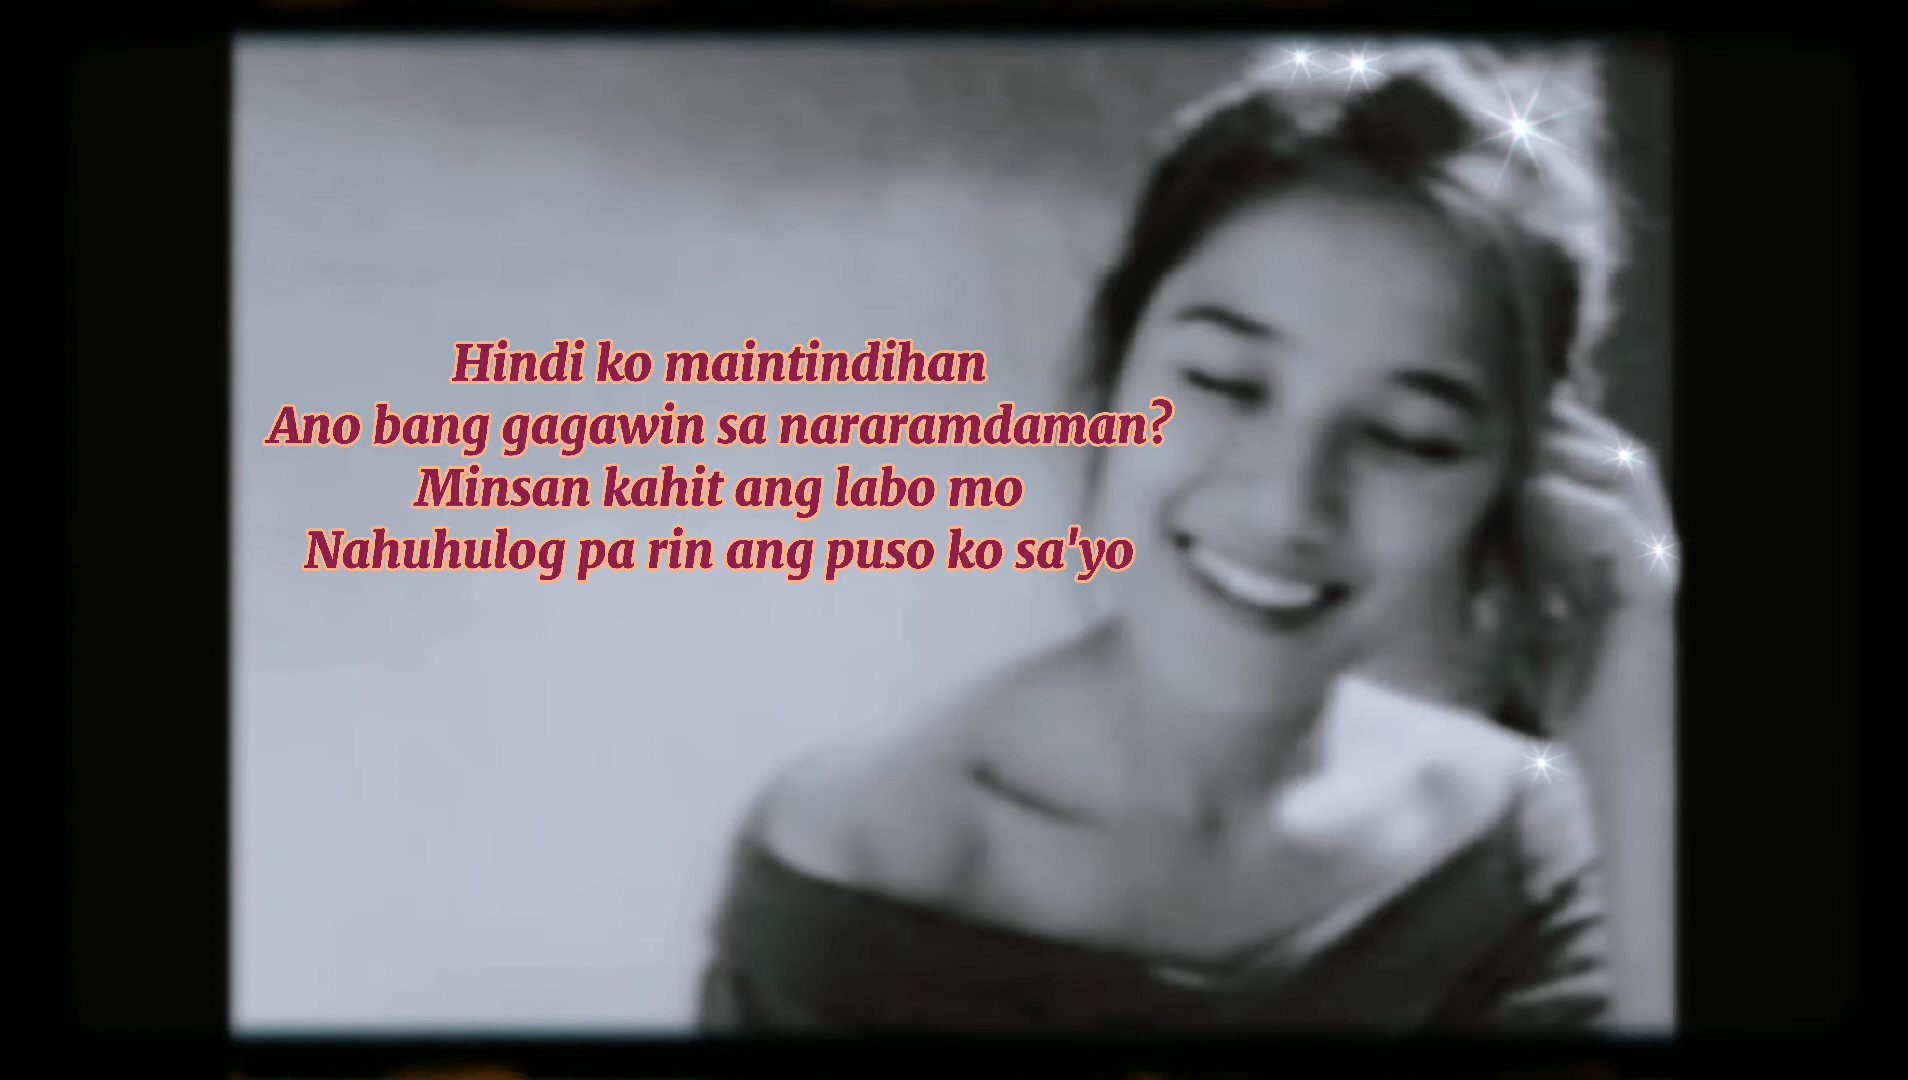 Hindi ko maintindihan
Ano bang gagawin sa nararamdaman?
Minsan kahit ang labo mo
Nahuhulog pa rin ang puso ko sa'yo